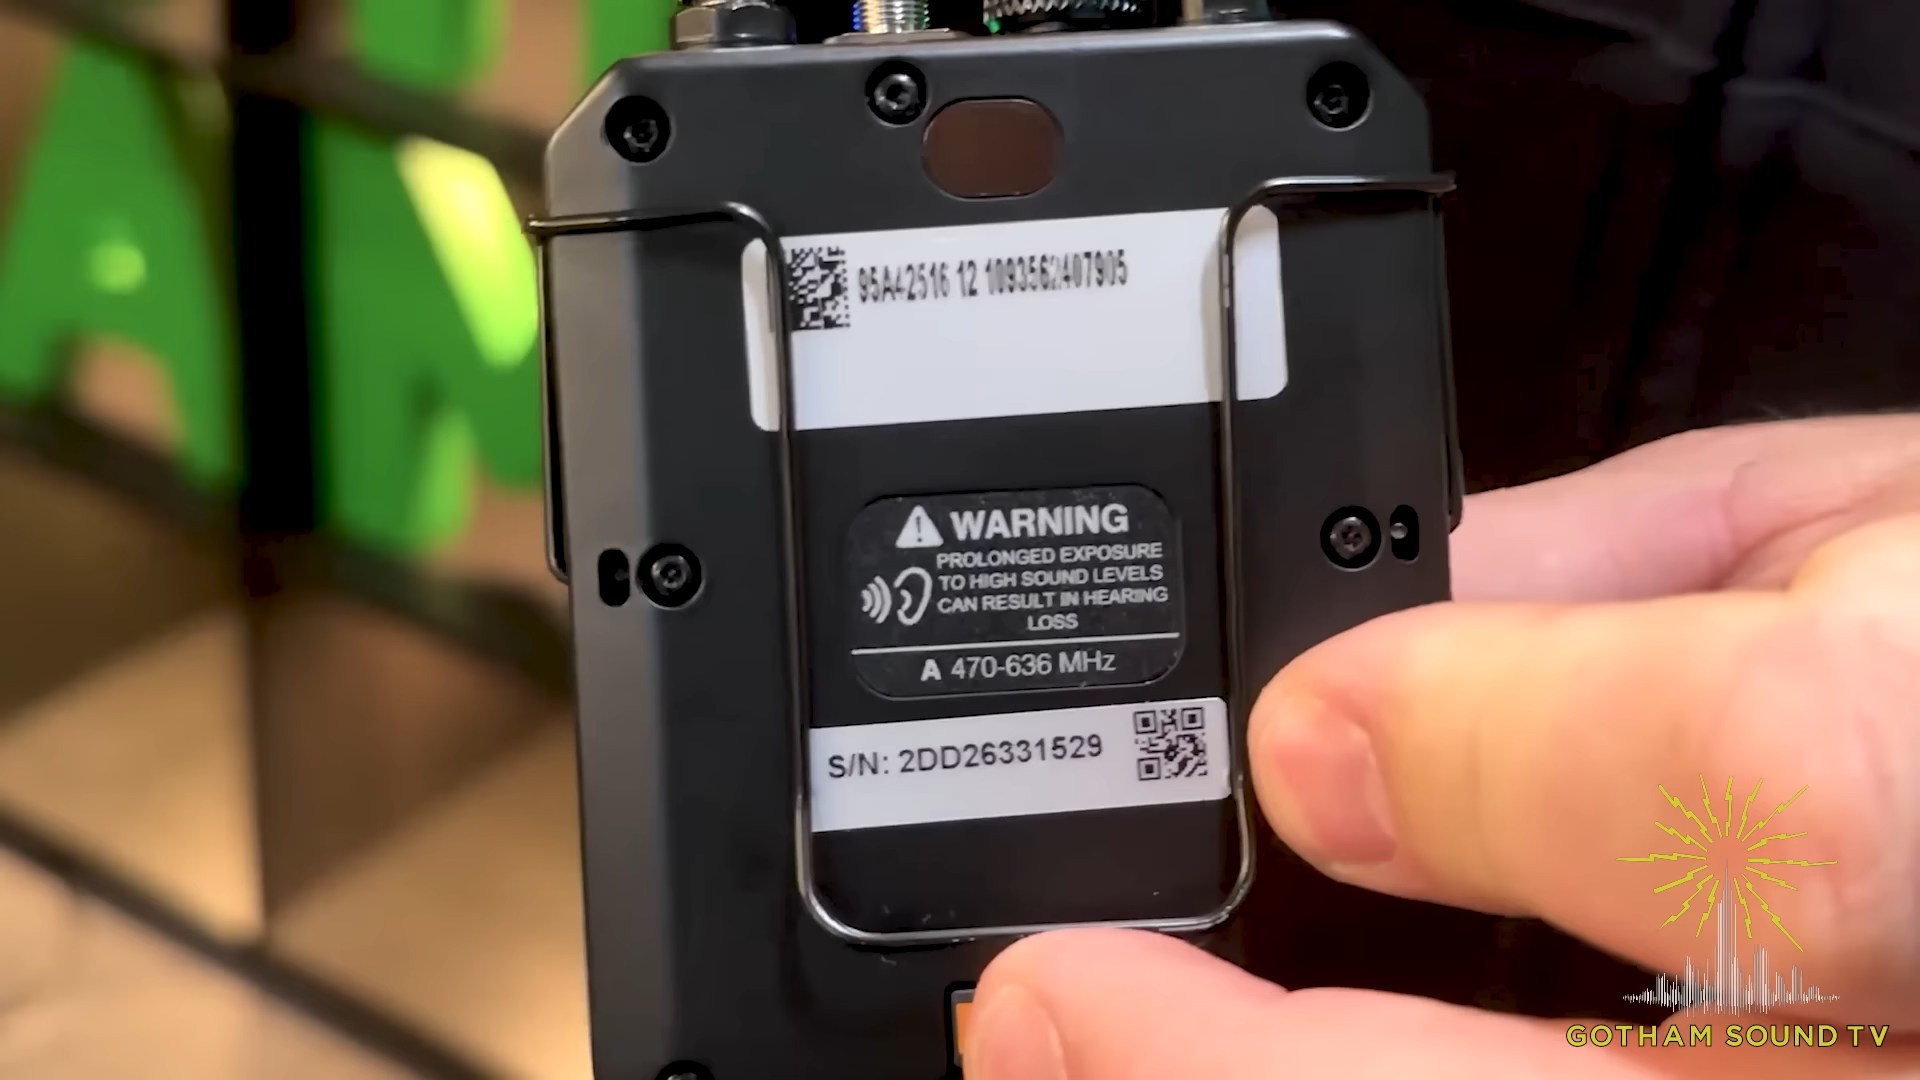 95A42516 12 1093562407905
WARNING
PROLONGED EXPOSURE
TO HIGH SOUND LEVELS
CAN RESULT IN HEARING
LOSS
A 470-636 MHz
S/N: 2DD26331529
GOTHAM SOUND TV